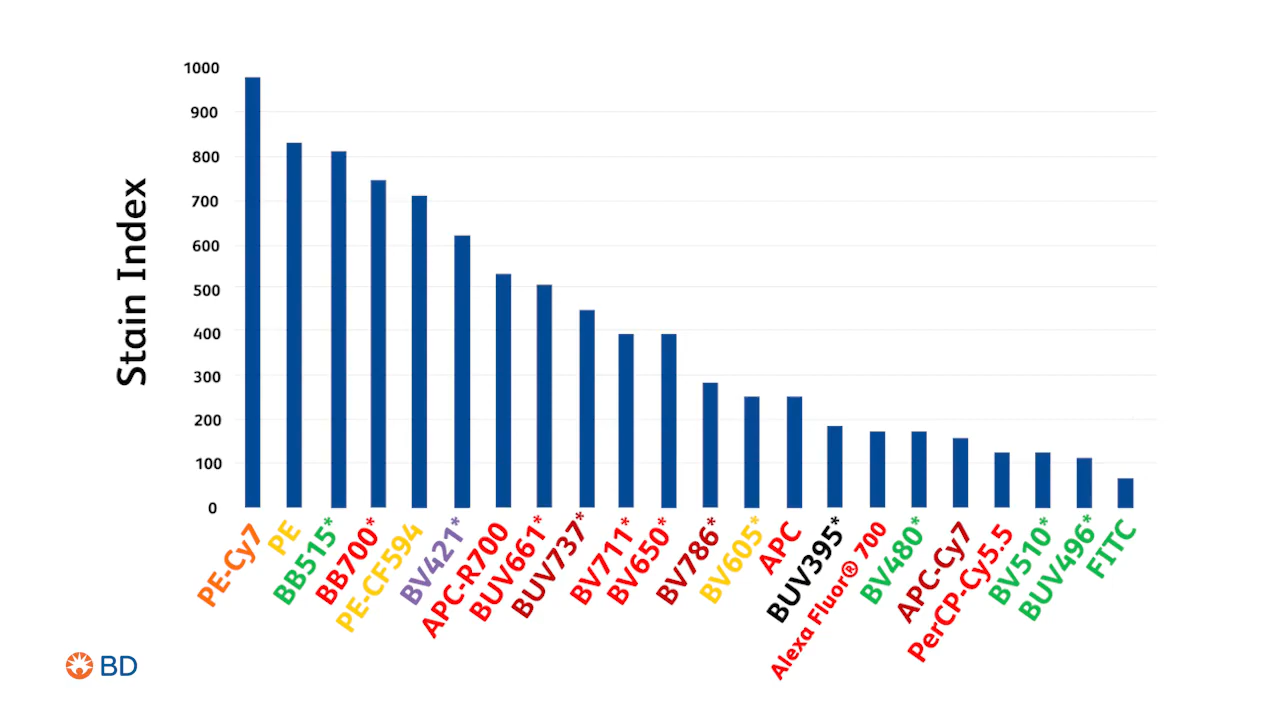 1000
900
800
700
600
500
400
300
200
100
0
Stain Index
PE-Cy7
PE
BB515*
BB700*
PE-CF594
BV421*
APC-R700
BUV661*
BUV737*
BV711*
BV650*
BV786*
BV605*
APC
BUV395*
Alexa Fluor® 700
BV480*
APC-Cy7
PerCP-Cy5.5
BV510*
BUV496*
FITC
BD